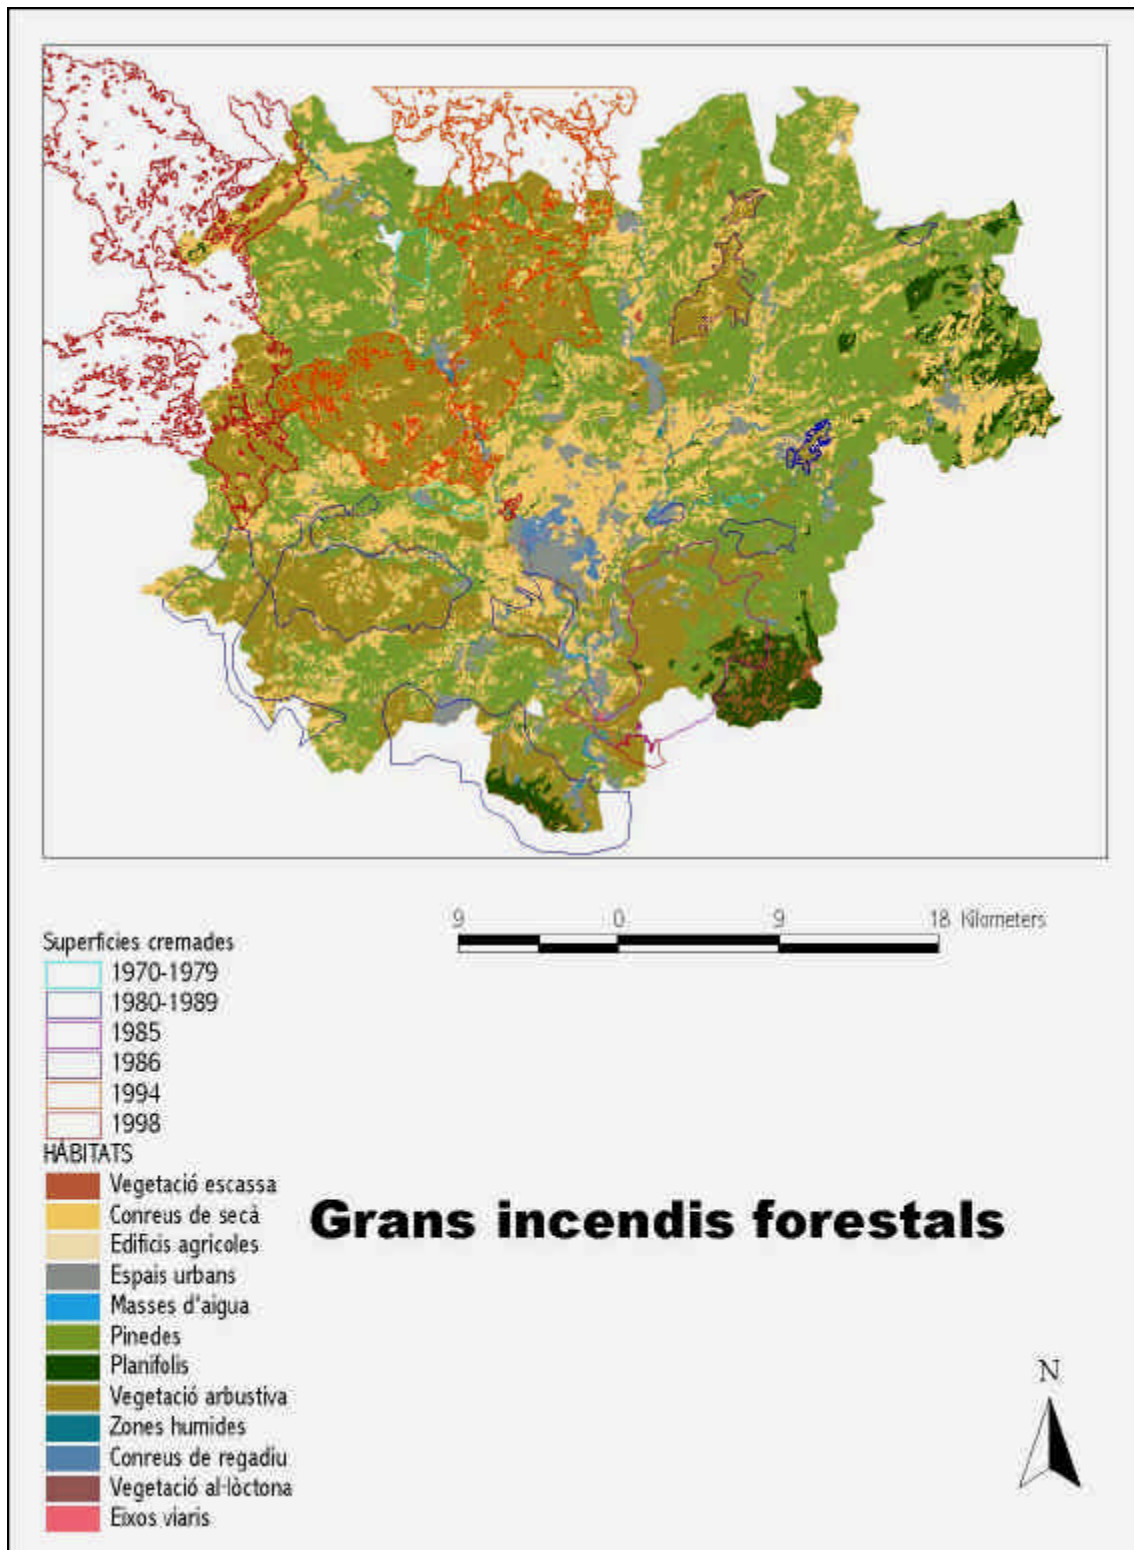 9 0 9 18 Kilometers
Superfícies cremades
1970-1979
1980-1989
1985
1986
1994
1998
HÀBITATS
Vegetació escassa
Conreus de secà
Edificis agrícoles
Espais urbans
Masses d'aigua
Pinedes
Planifolis
Vegetació arbustiva
Zones humides
Conreus de regadiu
Vegetació al·lòctona
Eixos viaris
Grans incendis forestals
N